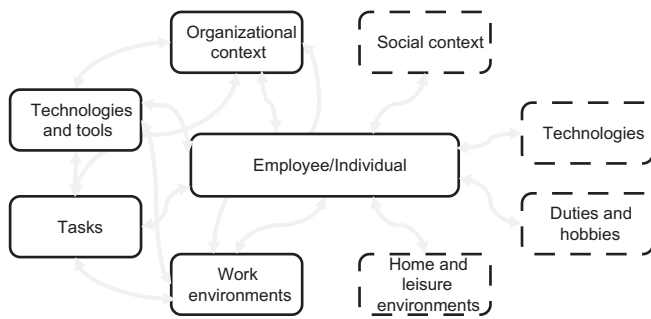 Organizational
context
Social context
Technologies
and tools
Employee/Individual
Technologies
Tasks
Duties and
hobbies
Work
environments
Home and
leisure
environments